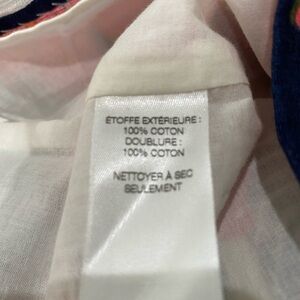 ÉTOFFE EXTÉRIEURE :
100% COTON
DOUBLURE :
100% COTON
NETTOYER À SEC
SEULEMENT